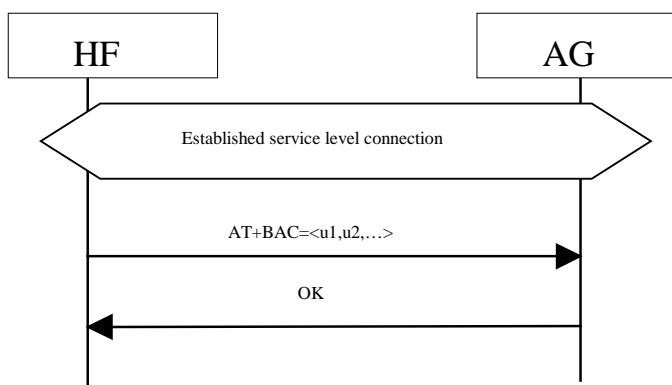 HF
AG
Established service level connection
AT+BAC=<u1,u2,…>
OK